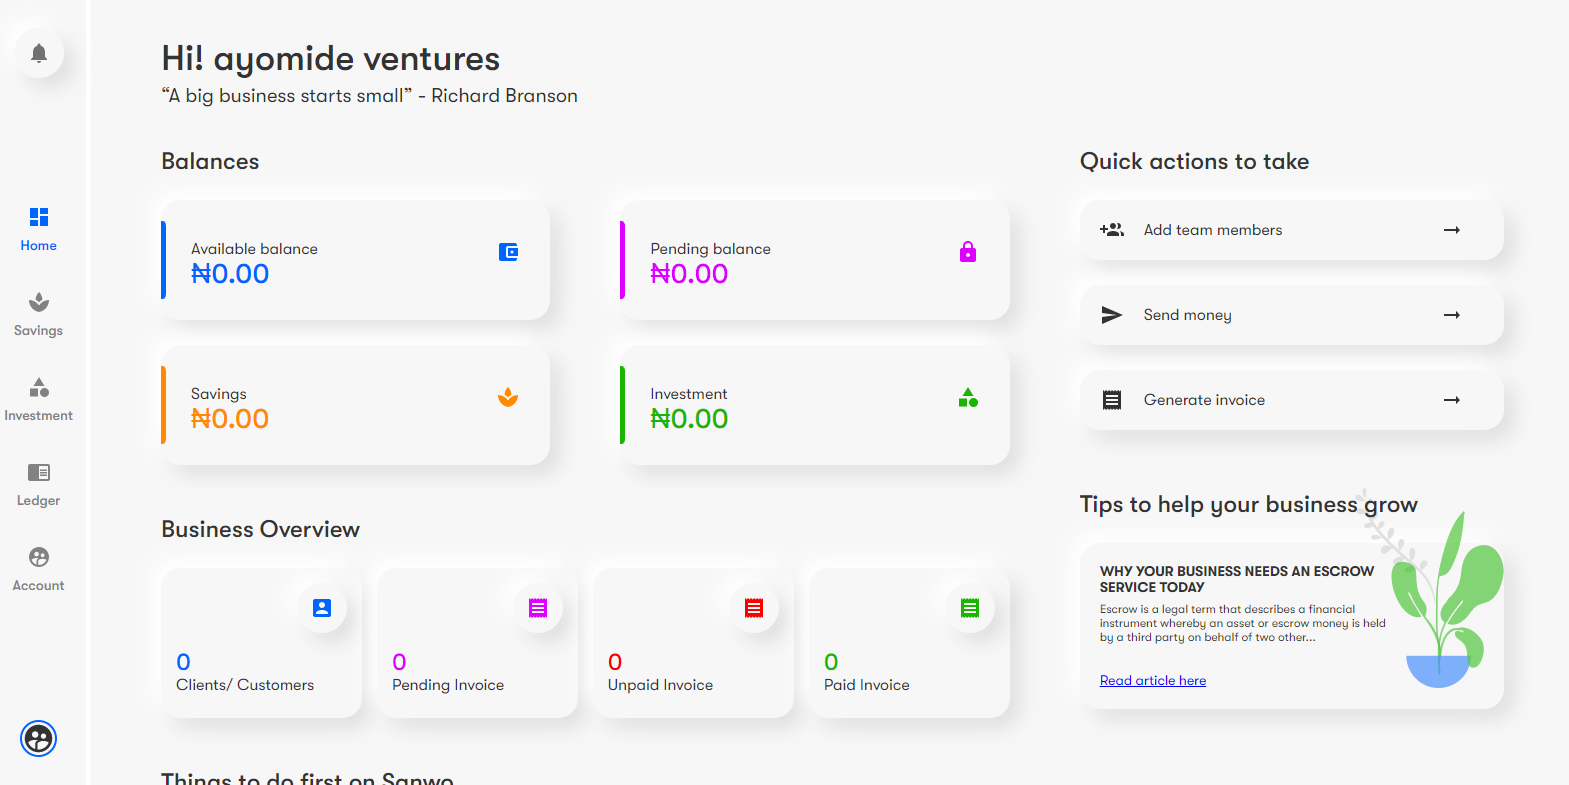 Hi! ayomide ventures
“A big business starts small” - Richard Branson
Home
Savings
Investment
Ledger
Account
Balances
Available balance
₦0.00
Pending balance
₦0.00
Savings
₦0.00
Investment
₦0.00
Business Overview
0
Clients/ Customers
0
Pending Invoice
0
Unpaid Invoice
0
Paid Invoice
Things to do first on Sanwo
Quick actions to take
Add team members
Send money
Generate invoice
Tips to help your business grow
WHY YOUR BUSINESS NEEDS AN ESCROW
SERVICE TODAY
Escrow is a legal term that describes a financial
instrument whereby an asset or escrow money is held
by a third party on behalf of two other...
Read article here